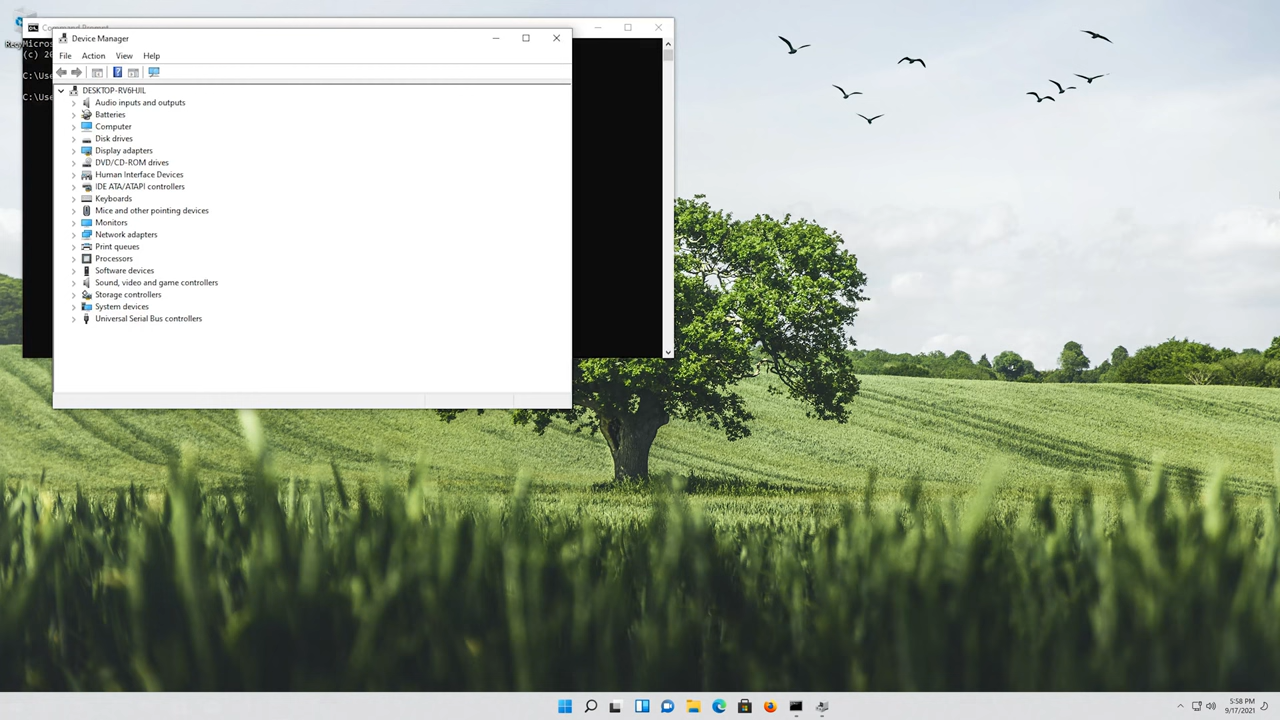 Command Prompt
Device Manager
File Action View Help
Micros
(c) 20
C:\Use
C:\Use
DESKTOP-RV6HJIL
Audio inputs and outputs
Batteries
Computer
Disk drives
Display adapters
DVD/CD-ROM drives
Human Interface Devices
IDE ATA/ATAPI controllers
Keyboards
Mice and other pointing devices
Monitors
Network adapters
Print queues
Processors
Software devices
Sound, video and game controllers
Storage controllers
System devices
Universal Serial Bus controllers
5:58 PM
9/17/2021